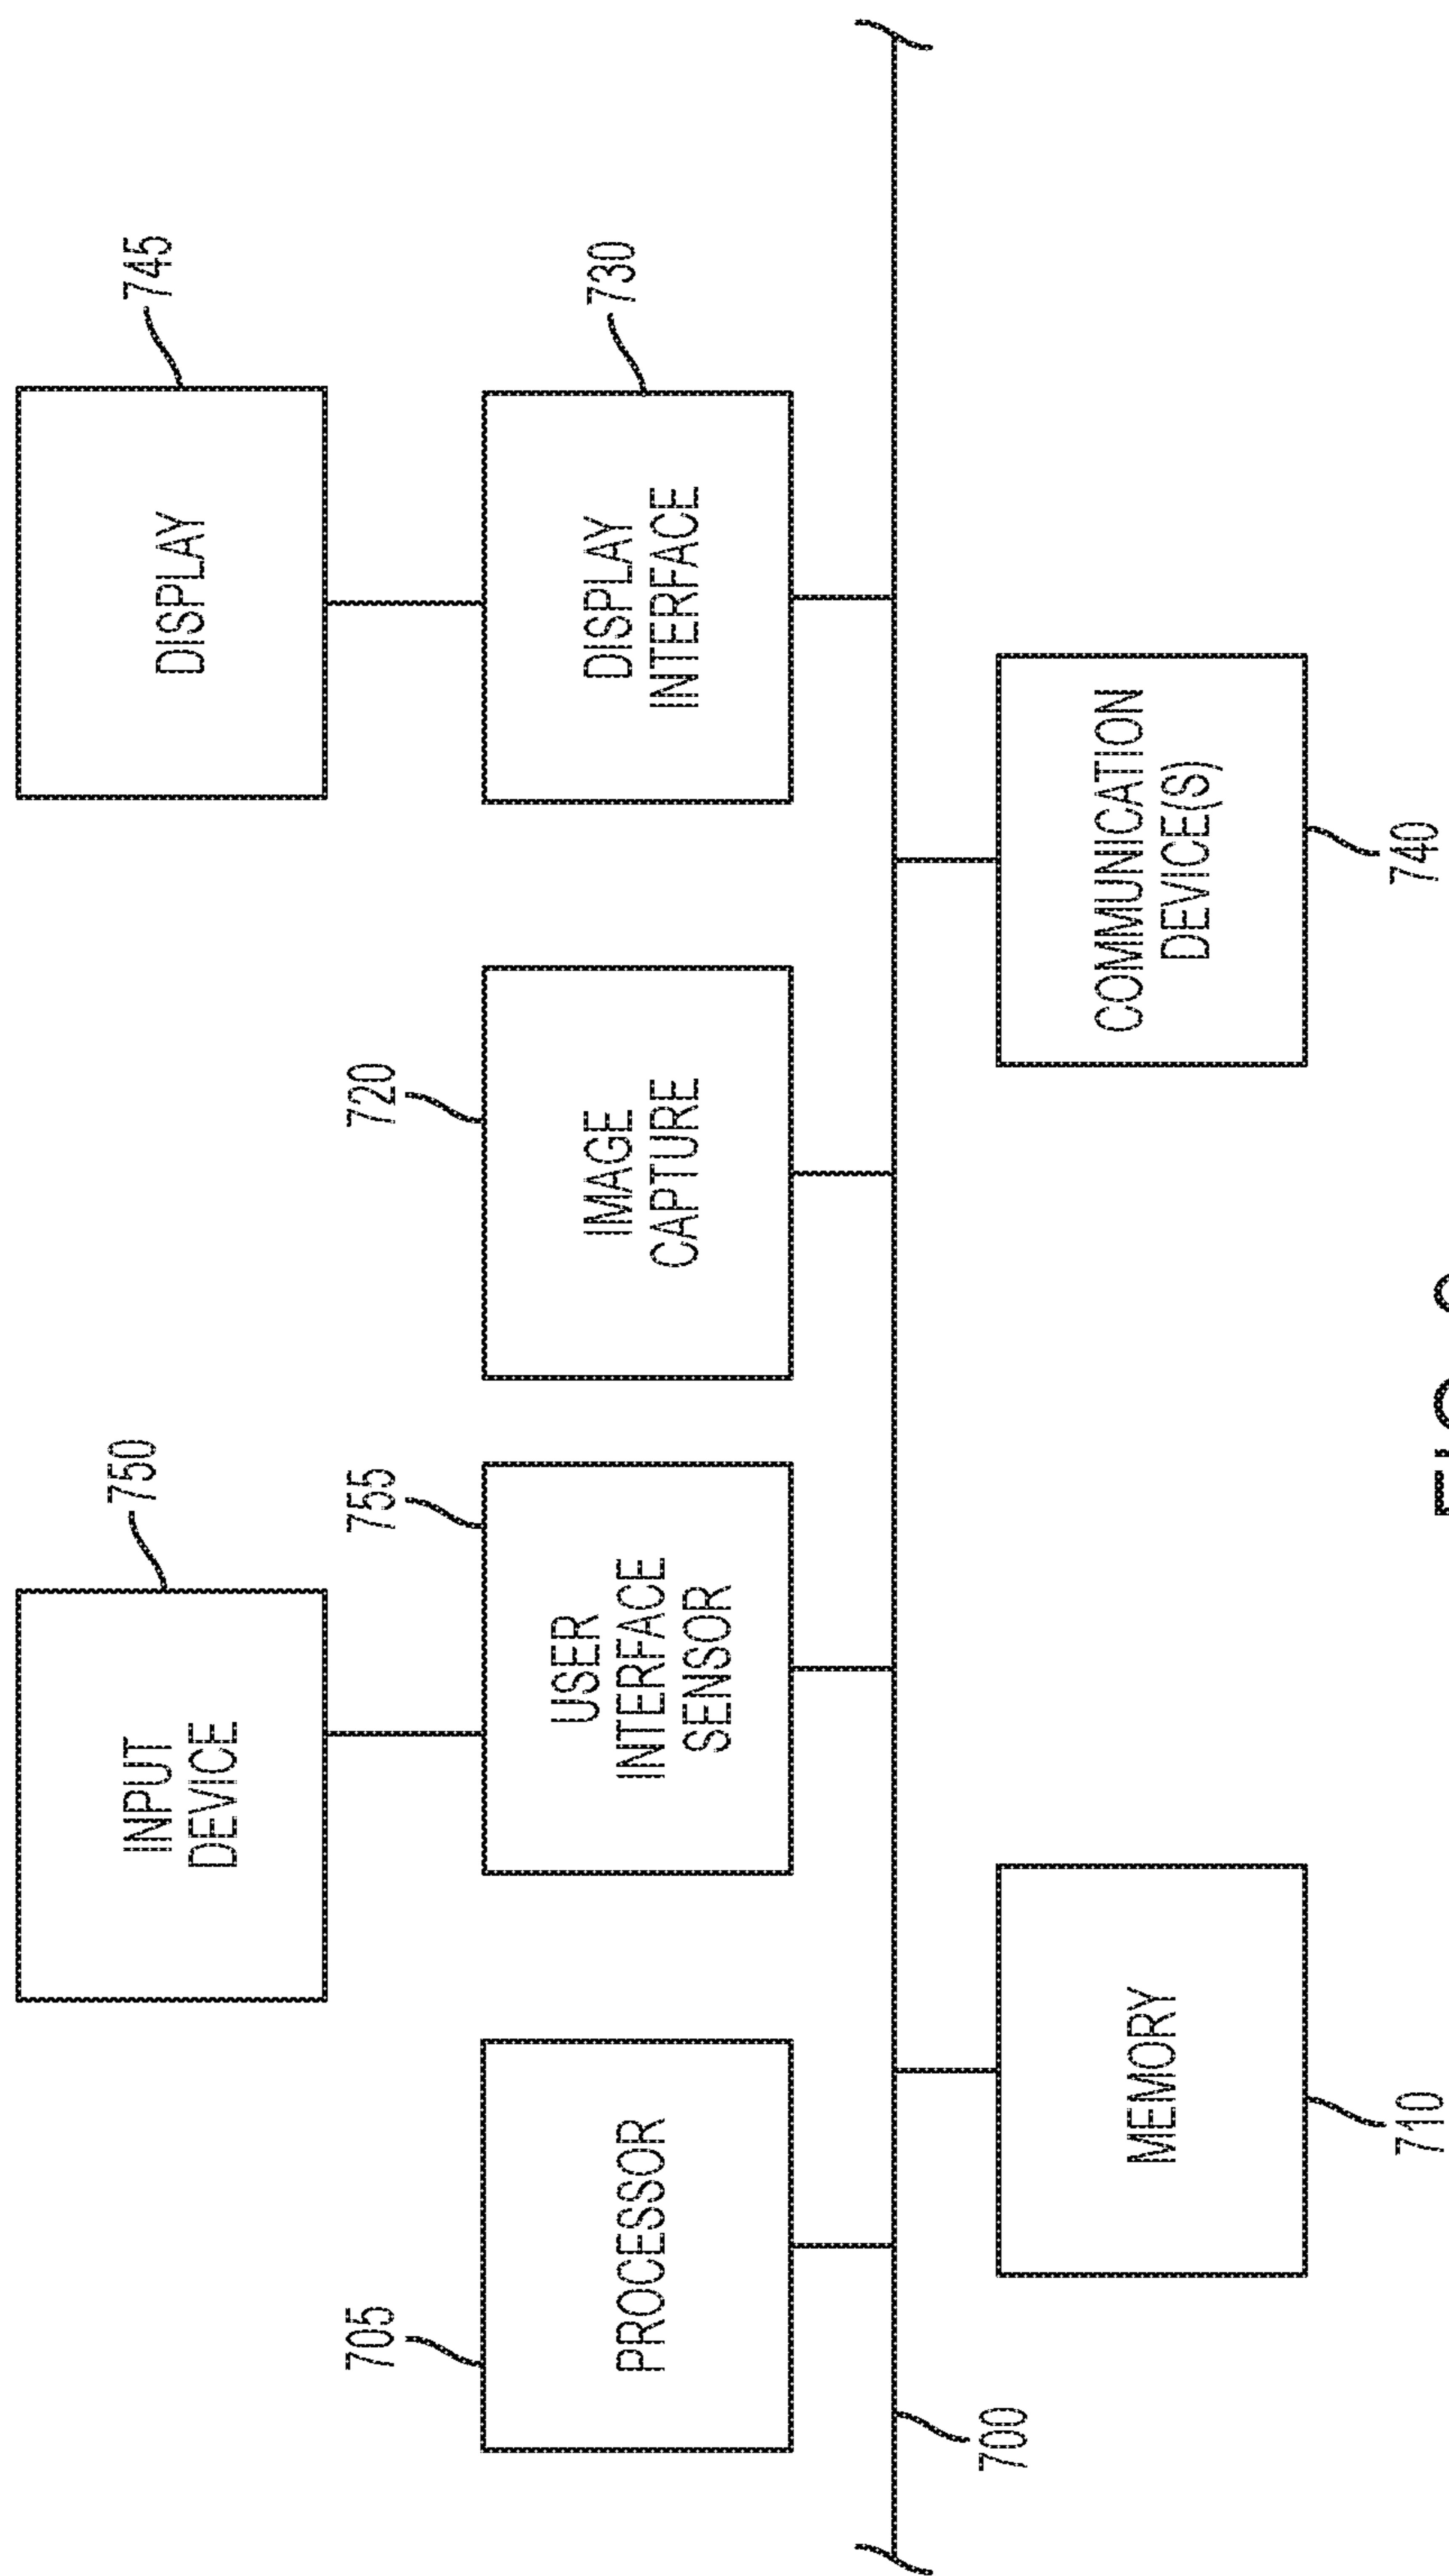 750
INPUT
DEVICE
745
DISPLAY
705
PROCESSOR
755
USER
INTERFACE
SENSOR
720
IMAGE
CAPTURE
730
DISPLAY
INTERFACE
700
MEMORY
710
COMMUNICATION
DEVICE(S)
740